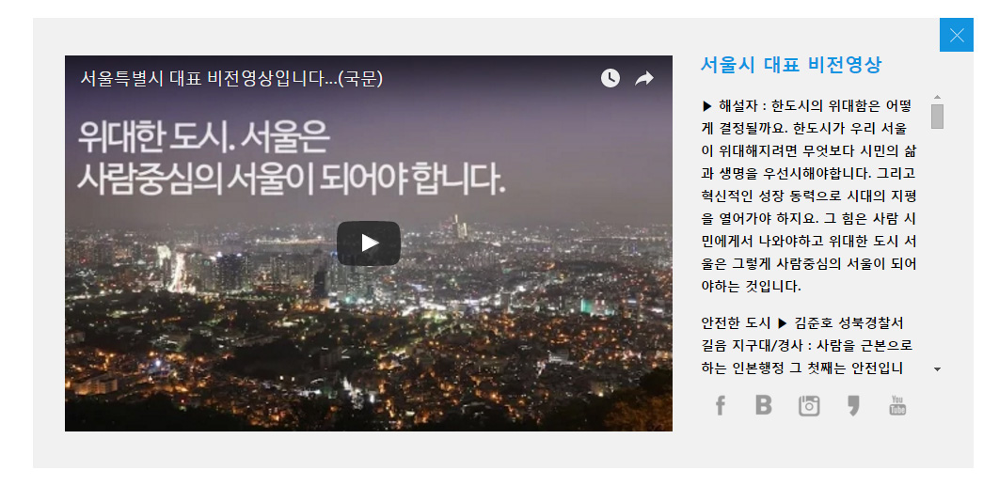 서울특별시 대표 비전영상입니다...(국문)
위대한 도시. 서울은
사람중심의 서울이 되어야 합니다.
서울시 대표 비전영상
▶ 해설자 : 한도시의 위대함은 어떻
게 결정될까요. 한도시가 우리 서울
이 위대해지려면 무엇보다 시민의 삶
과 생명을 우선시해야합니다. 그리고
혁신적인 성장 동력으로 시대의 지평
을 열어가야 하지요. 그 힘은 사람 시
민에게서 나와야하고 위대한 도시 서
울은 그렇게 사람중심의 서울이 되어
야하는 것입니다.
안전한 도시 ▶ 김준호 성북경찰서
길음 지구대/경사 : 사람을 근본으로
하는 인본행정 그 첫째는 안전입니
f B You Tube